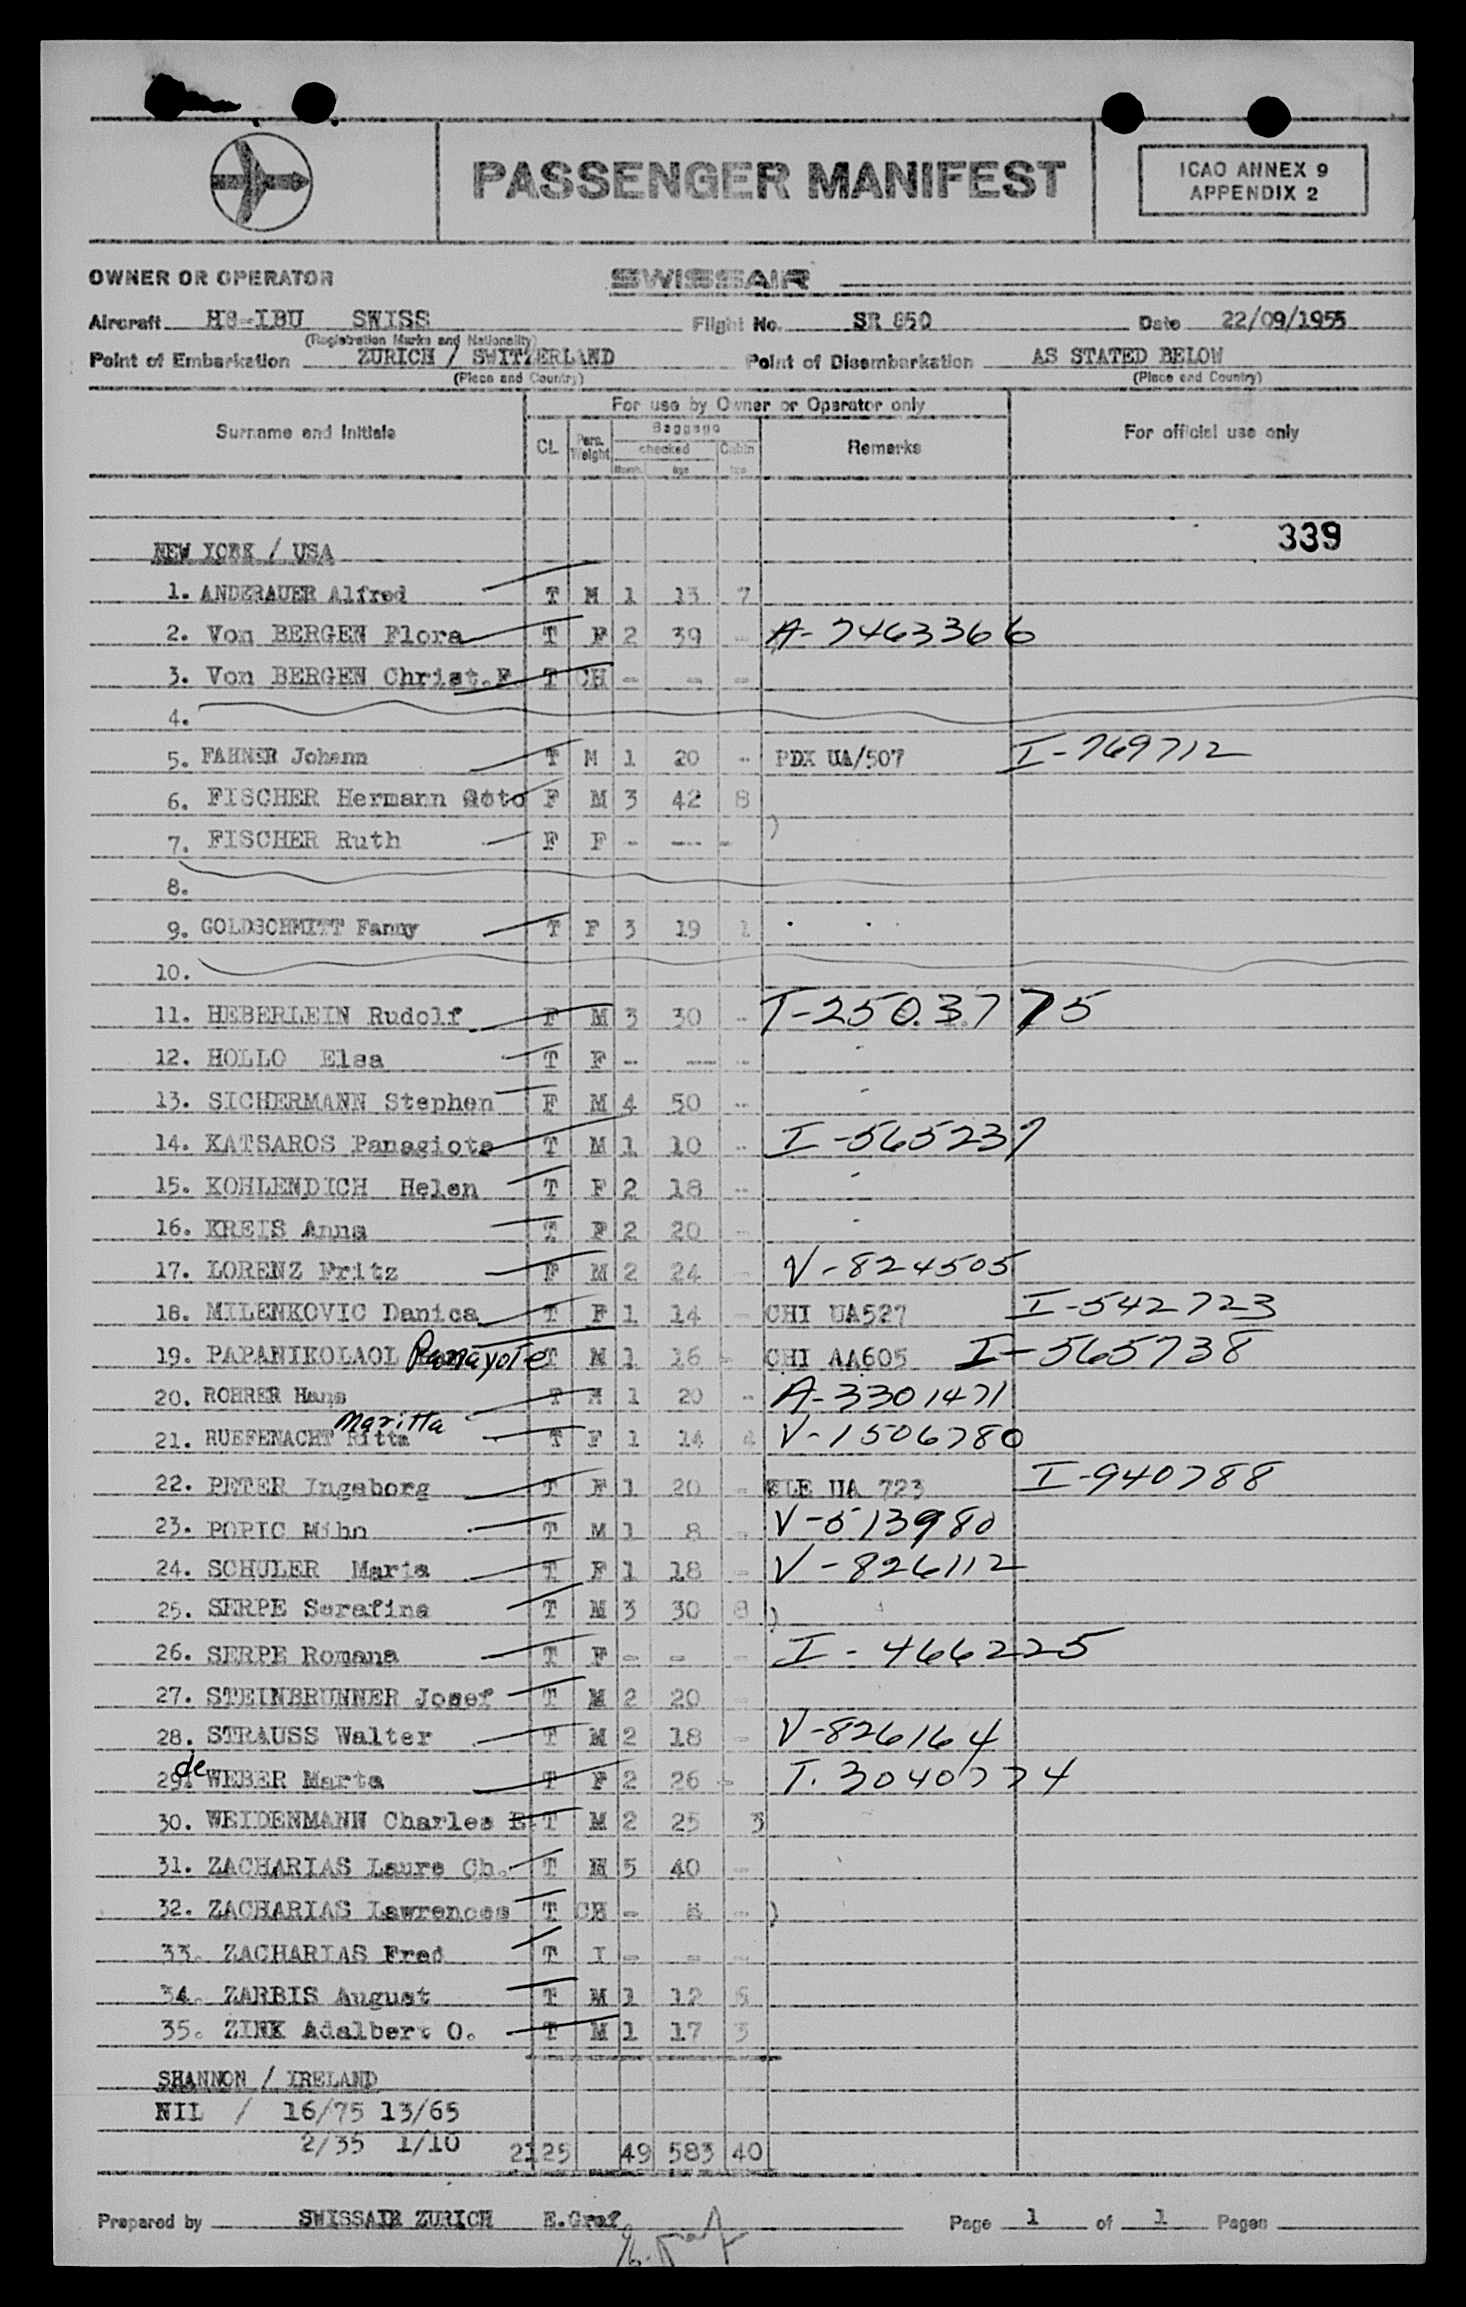 PASSENGER MANIFEST
ICAO ANNEX 9
APPENDIX 2
OWNER OR OPERATOR SWISSAIR
Aircraft HB-IBU SWISS Flight No. SR 850 Date 22/09/1955
(Registration Marks and Nationality)
Point of Embarkation ZURICH / SWITZERLAND Point of Disembarkation AS STATED BELOW
(Place and Country) (Place and Country)
For use by Owner or Operator only
Surname and Initials CL. Pers. Weight Baggage checked Cabin Remarks For official use only
339
NEW YORK / USA
1. ANDERAUER Alfred T M 1 13 7
2. Von BERGEN Flora T F 2 39 - A-7463366
3. Von BERGEN Christ.F. T CH - - -
4.
5. FAHNER Johann T M 1 20 - PDX UA/507 I-769712
6. FISCHER Hermann Otto F M 3 42 8
7. FISCHER Ruth F F - --- - )
8.
9. GOLDSCHMITT Fanny T F 3 19 1
10.
11. HEBERLEIN Rudolf F M 3 30 - T-2503775
12. HOLLO Elsa T F - --- -
13. SICHERMANN Stephen F M 4 50 -
14. KATSAROS Panagiote T M 1 10 - I-565237
15. KOHLENDICH Helen T F 2 18 -
16. KREIS Anna T F 2 20 -
17. LORENZ Fritz F M 2 24 - V-824505
18. MILENKOVIC Danica T F 1 14 - CHI UA527 I-542723
19. PAPANIKOLAOL Panayote T M 1 16 - CHI AA605 I-565738
20. ROHRER Hans T M 1 20 - A-3301471
Maritta
21. RUEFENACHT Ritta T F 1 14 4 V-1506780
22. PETER Ingeborg T F 1 20 - CLE UA 723 I-940788
23. POPIC Miho T M 1 8 - V-513980
24. SCHULER Maria T F 1 18 - V-826112
25. SERPE Serafina T M 3 30 8 )
26. SERPE Romana T F - - - I-466225
27. STEINBRUNNER Josef T M 2 20 -
28. STRAUSS Walter T M 2 18 - V-826164
29. de WEBER Marta T F 2 26 - T.3040774
30. WEIDENMANN Charles E. T M 2 25 3
31. ZACHARIAS Laura Ch. T M 5 40 -
32. ZACHARIAS Lawrences T CH - 8 - )
33. ZACHARIAS Fred T I - - -
34. ZARBIS August T M 1 12 5
35. ZINK Adalbert O. T M 1 17 3
SHANNON / IRELAND
NIL / 16/75 13/65
2/35 1/10 2125 49 583 40
Prepared by SWISSAIR ZURICH E.Graf Page 1 of 1 Pages